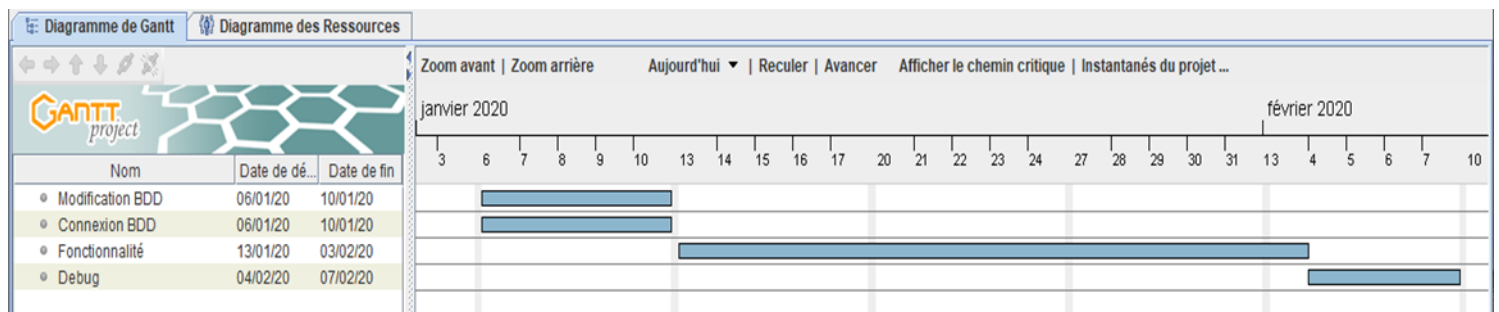 Diagramme de Gantt Diagramme des Ressources
Zoom avant | Zoom arrière Aujourd'hui | Reculer | Avancer Afficher le chemin critique | Instantanés du projet ...
GANTT
project
janvier 2020 février 2020
3 6 7 8 9 10 13 14 15 16 17 20 21 22 23 24 27 28 29 30 31 13 4 5 6 7 10
Nom Date de dé... Date de fin
Modification BDD 06/01/20 10/01/20
Connexion BDD 06/01/20 10/01/20
Fonctionnalité 13/01/20 03/02/20
Debug 04/02/20 07/02/20